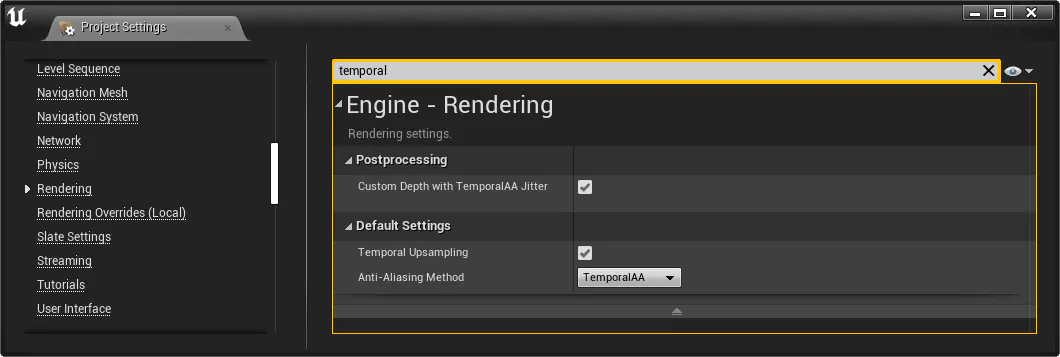 Project Settings
Level Sequence
Navigation Mesh
Navigation System
Network
Physics
Rendering
Rendering Overrides (Local)
Slate Settings
Streaming
Tutorials
User Interface
temporal
Engine - Rendering
Rendering settings.
Postprocessing
Custom Depth with TemporalAA Jitter
Default Settings
Temporal Upsampling
Anti-Aliasing Method
TemporalAA